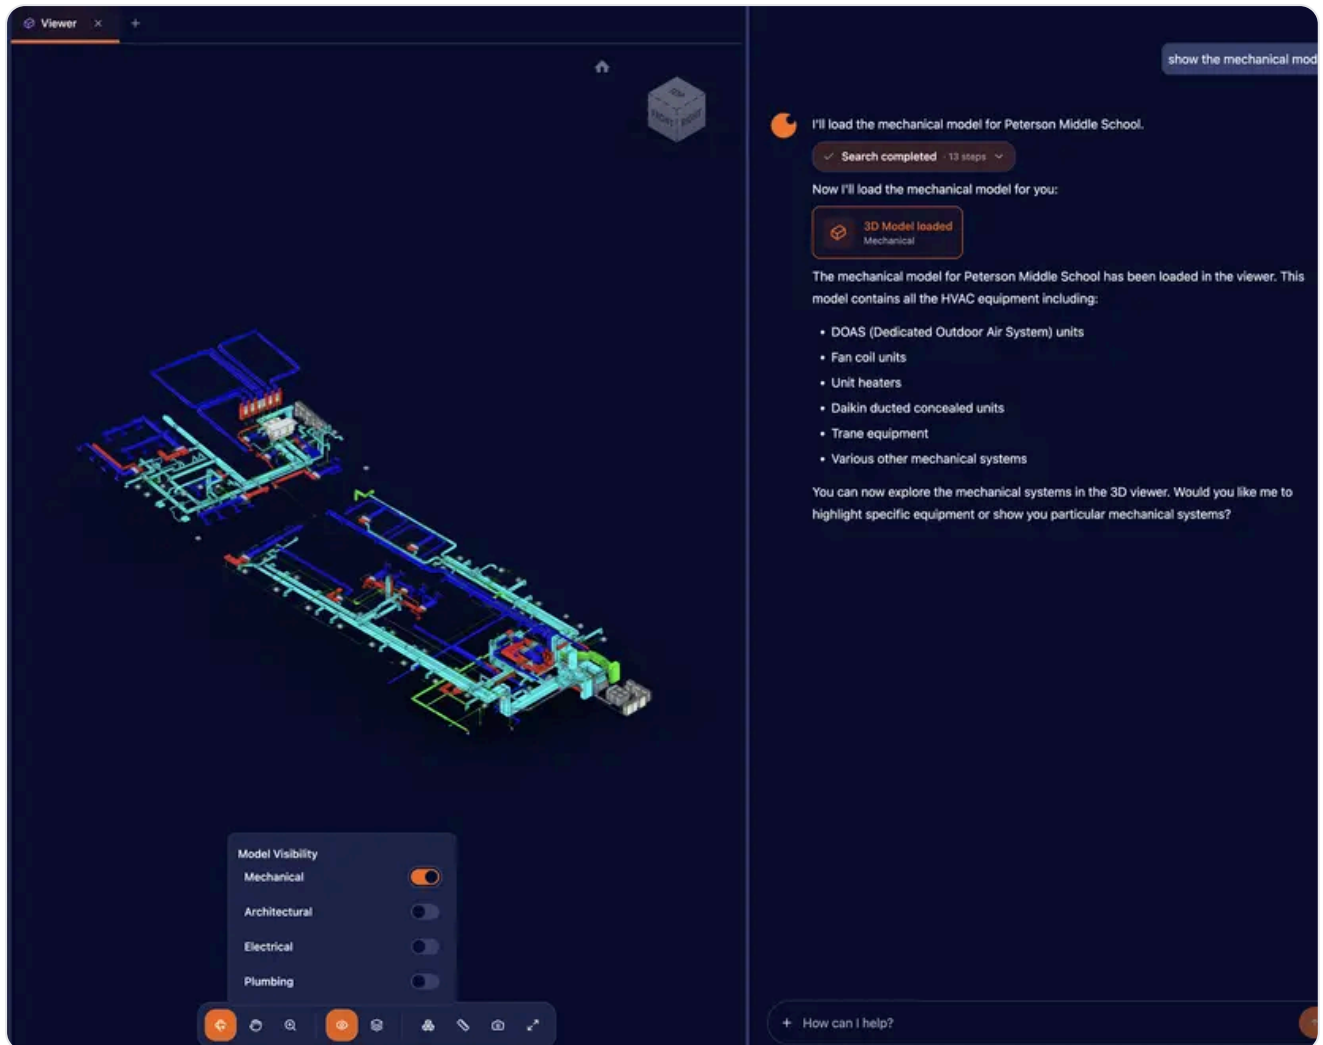 Viewer
show the mechanical mod
TOP
FRONT
RIGHT
I'll load the mechanical model for Peterson Middle School.
Search completed · 13 steps
Now I'll load the mechanical model for you:
3D Model loaded
Mechanical
The mechanical model for Peterson Middle School has been loaded in the viewer. This
model contains all the HVAC equipment including:
• DOAS (Dedicated Outdoor Air System) units
• Fan coil units
• Unit heaters
• Daikin ducted concealed units
• Trane equipment
• Various other mechanical systems
You can now explore the mechanical systems in the 3D viewer. Would you like me to
highlight specific equipment or show you particular mechanical systems?
Model Visibility
Mechanical
Architectural
Electrical
Plumbing
How can I help?